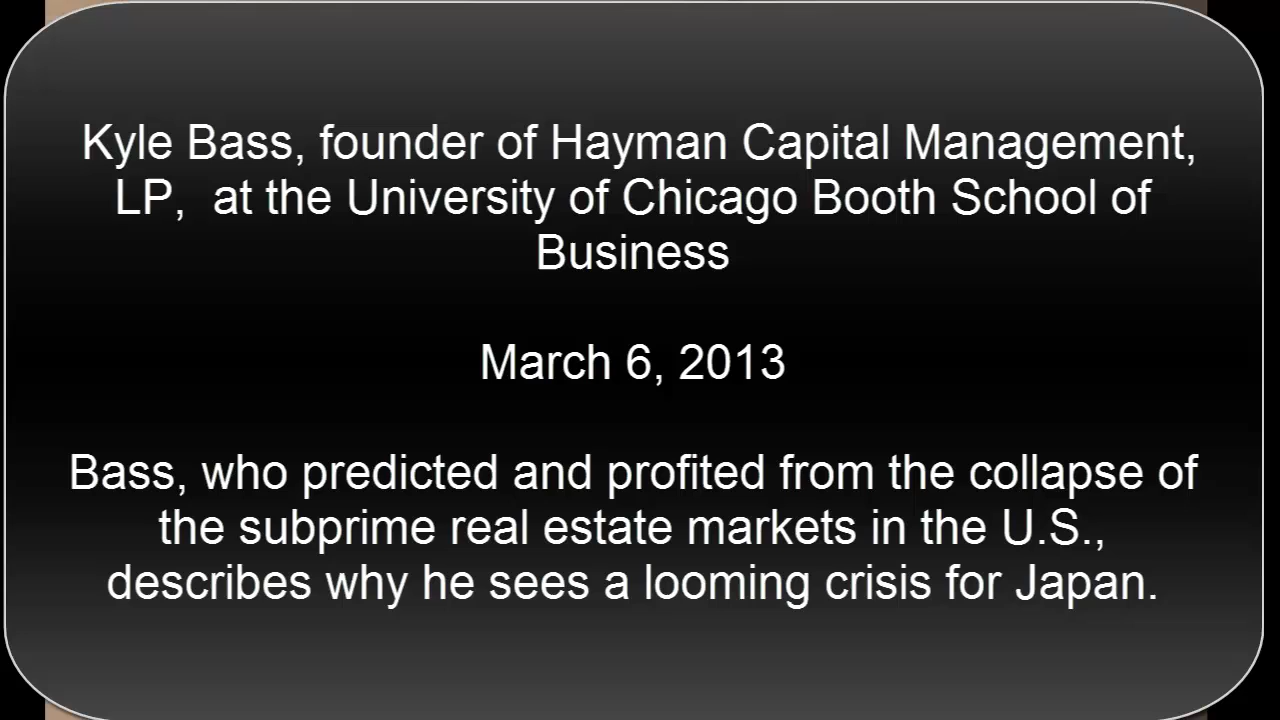 Kyle Bass, founder of Hayman Capital Management,
LP,  at the University of Chicago Booth School of
Business
March 6, 2013
Bass, who predicted and profited from the collapse of
the subprime real estate markets in the U.S.,
describes why he sees a looming crisis for Japan.